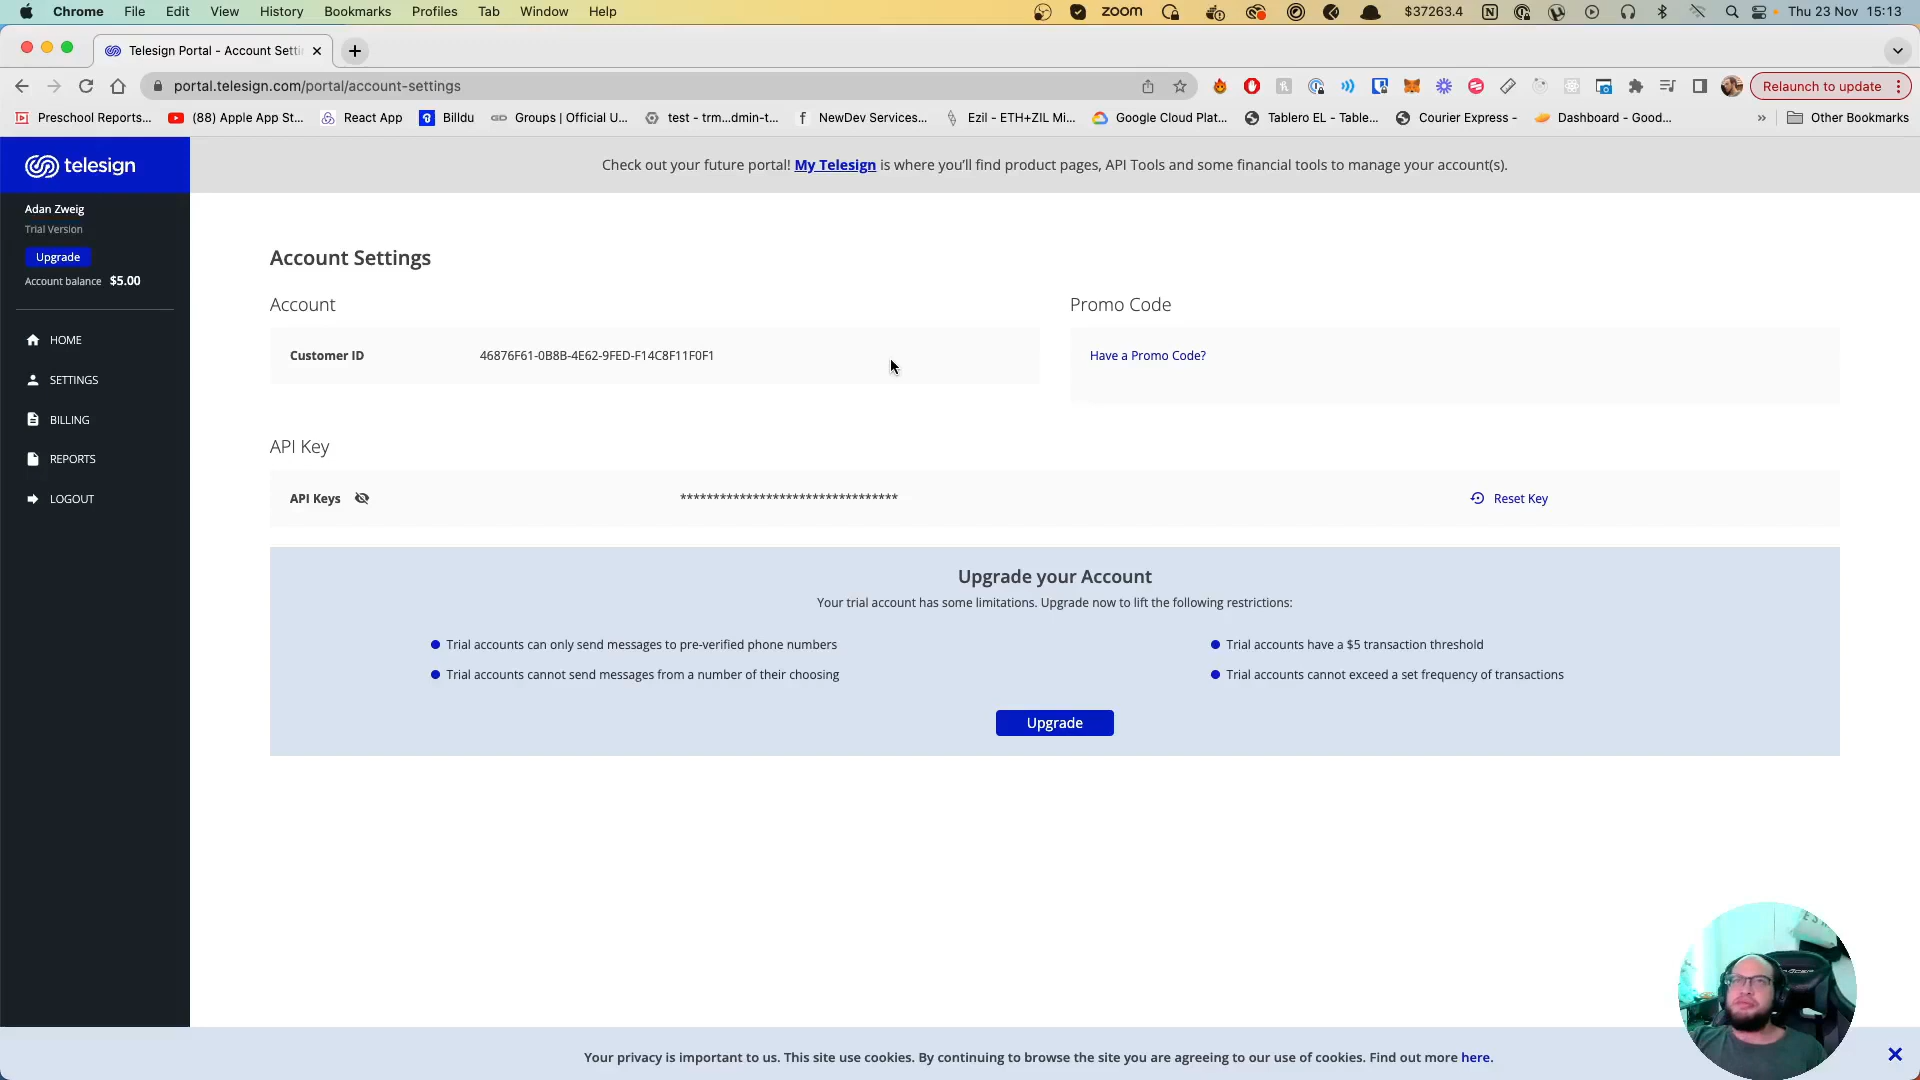 Chrome File Edit View History Bookmarks Profiles Tab Window Help zoom $37263.4 Thu 23 Nov 15:13
Telesign Portal - Account Setti
portal.telesign.com/portal/account-settings Relaunch to update
Preschool Reports... (88) Apple App St... React App Billdu Groups | Official U... test - trm...dmin-t... NewDev Services... Ezil - ETH+ZIL Mi... Google Cloud Plat... Tablero EL - Table... Courier Express - Dashboard - Good... » Other Bookmarks
telesign
Check out your future portal! My Telesign is where you'll find product pages, API Tools and some financial tools to manage your account(s).
Adan Zweig
Trial Version
Upgrade
Account balance $5.00
HOME
SETTINGS
BILLING
REPORTS
LOGOUT
Account Settings
Account
Customer ID 46876F61-0B8B-4E62-9FED-F14C8F11F0F1
Promo Code
Have a Promo Code?
API Key
API Keys ********************************* Reset Key
Upgrade your Account
Your trial account has some limitations. Upgrade now to lift the following restrictions:
Trial accounts can only send messages to pre-verified phone numbers
Trial accounts cannot send messages from a number of their choosing
Trial accounts have a $5 transaction threshold
Trial accounts cannot exceed a set frequency of transactions
Upgrade
Your privacy is important to us. This site use cookies. By continuing to browse the site you are agreeing to our use of cookies. Find out more here.